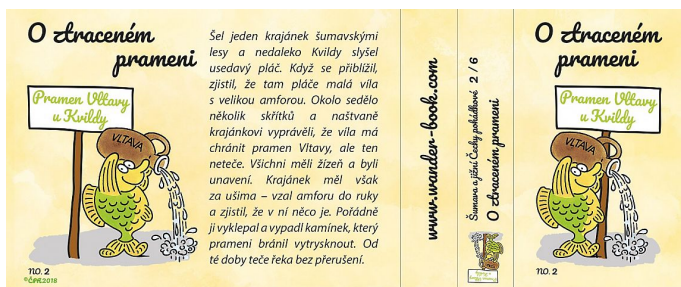 O ztraceném
prameni
Pramen Vltavy
u Kvildy
VLTAVA
NO. 2
©ČPR2018
Šel jeden krajánek šumavskými
lesy a nedaleko Kvildy slyšel
usedavý pláč. Když se přiblížil,
zjistil, že tam pláče malá víla
s velikou amforou. Okolo sedělo
několik skřítků a naštvaně
krajánkovi vyprávěli, že víla má
chránit pramen Vltavy, ale ten
neteče. Všichni měli žízeň a byli
unavení. Krajánek měl však
za ušima – vzal amforu do ruky
a zjistil, že v ní něco je. Pořádně
ji vyklepal a vypadl kamínek, který
prameni bránil vytrysknout. Od
té doby teče řeka bez přerušení.
www.wander-book.com
Šumava a jižní Čechy pohádkové 2/6
O ztraceném prameni
O ztraceném
prameni
Pramen Vltavy
u Kvildy
VLTAVA
NO. 2